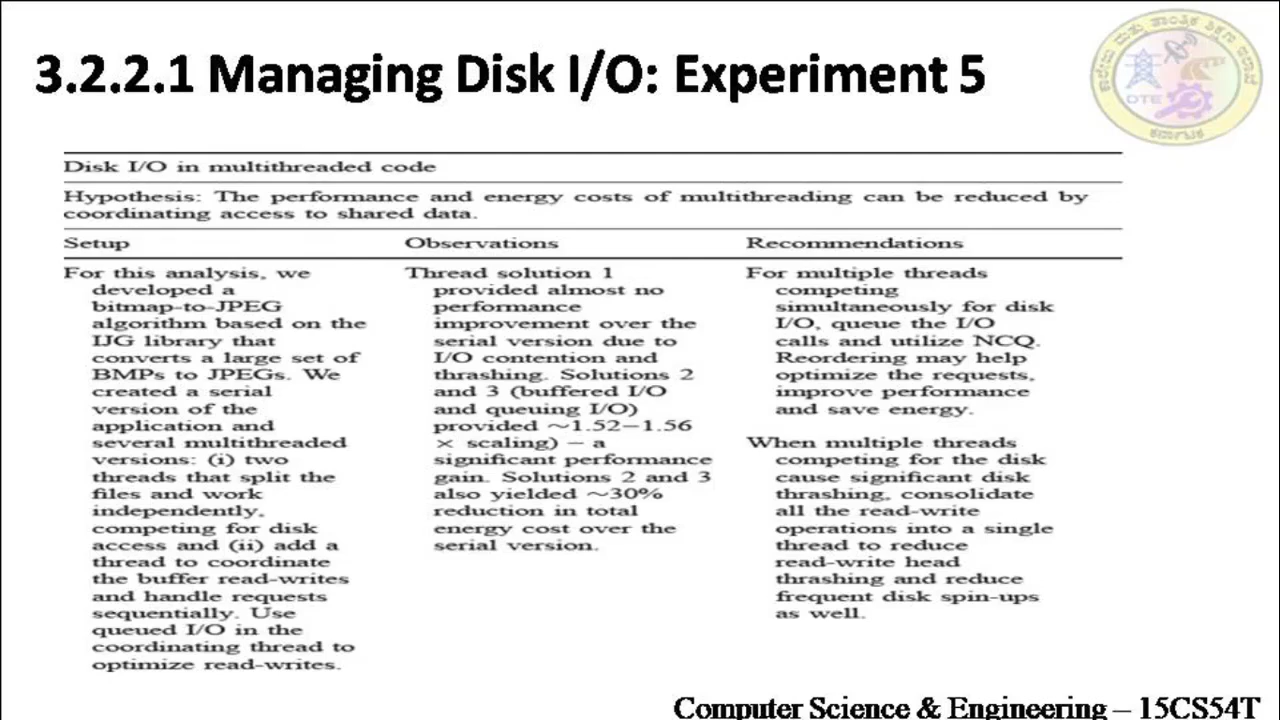 3.2.2.1 Managing Disk I/O: Experiment 5
DTE
Disk I/O in multithreaded code
Hypothesis: The performance and energy costs of multithreading can be reduced by
coordinating access to shared data.
Setup
For this analysis, we
developed a
bitmap-to-JPEG
algorithm based on the
IJG library that
converts a large set of
BMPs to JPEGs. We
created a serial
version of the
application and
several multithreaded
versions: (i) two
threads that split the
files and work
independently,
competing for disk
access and (ii) add a
thread to coordinate
the buffer read-writes
and handle requests
sequentially. Use
queued I/O in the
coordinating thread to
optimize read-writes.
Observations
Thread solution 1
provided almost no
performance
improvement over the
serial version due to
I/O contention and
thrashing. Solutions 2
and 3 (buffered I/O
and queuing I/O)
provided ~1.52–1.56
× scaling) – a
significant performance
gain. Solutions 2 and 3
also yielded ~30%
reduction in total
energy cost over the
serial version.
Recommendations
For multiple threads
competing
simultaneously for disk
I/O, queue the I/O
calls and utilize NCQ.
Reordering may help
optimize the requests,
improve performance
and save energy.
When multiple threads
competing for the disk
cause significant disk
thrashing, consolidate
all the read-write
operations into a single
thread to reduce
read-write head
thrashing and reduce
frequent disk spin-ups
as well.
Computer Science & Engineering – 15CS54T